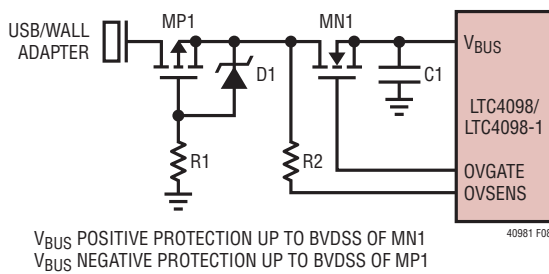 USB/WALL
ADAPTER
MP1
MN1
D1
C1
R1
R2
VBUS
LTC4098/
LTC4098-1
OVGATE
OVSENS
40981 F08
VBUS POSITIVE PROTECTION UP TO BVDSS OF MN1
VBUS NEGATIVE PROTECTION UP TO BVDSS OF MP1